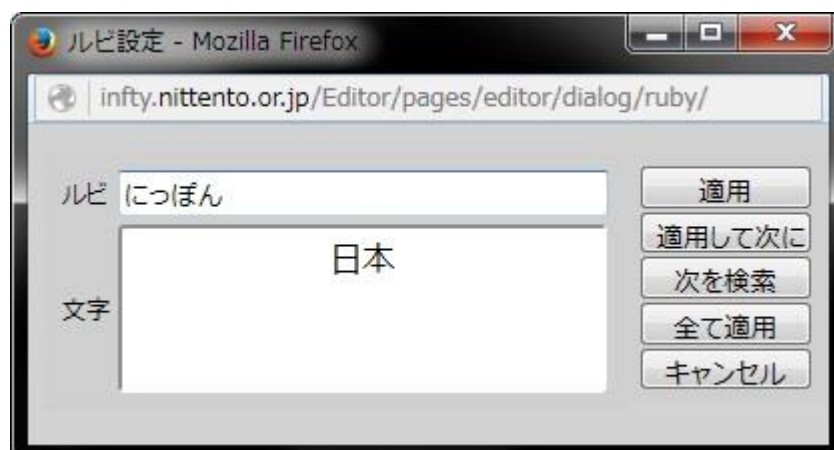 ルビ設定 - Mozilla Firefox
infty.nittento.or.jp/Editor/pages/editor/dialog/ruby/
ルビ にっぽん
文字 日本
適用
適用して次に
次を検索
全て適用
キャンセル